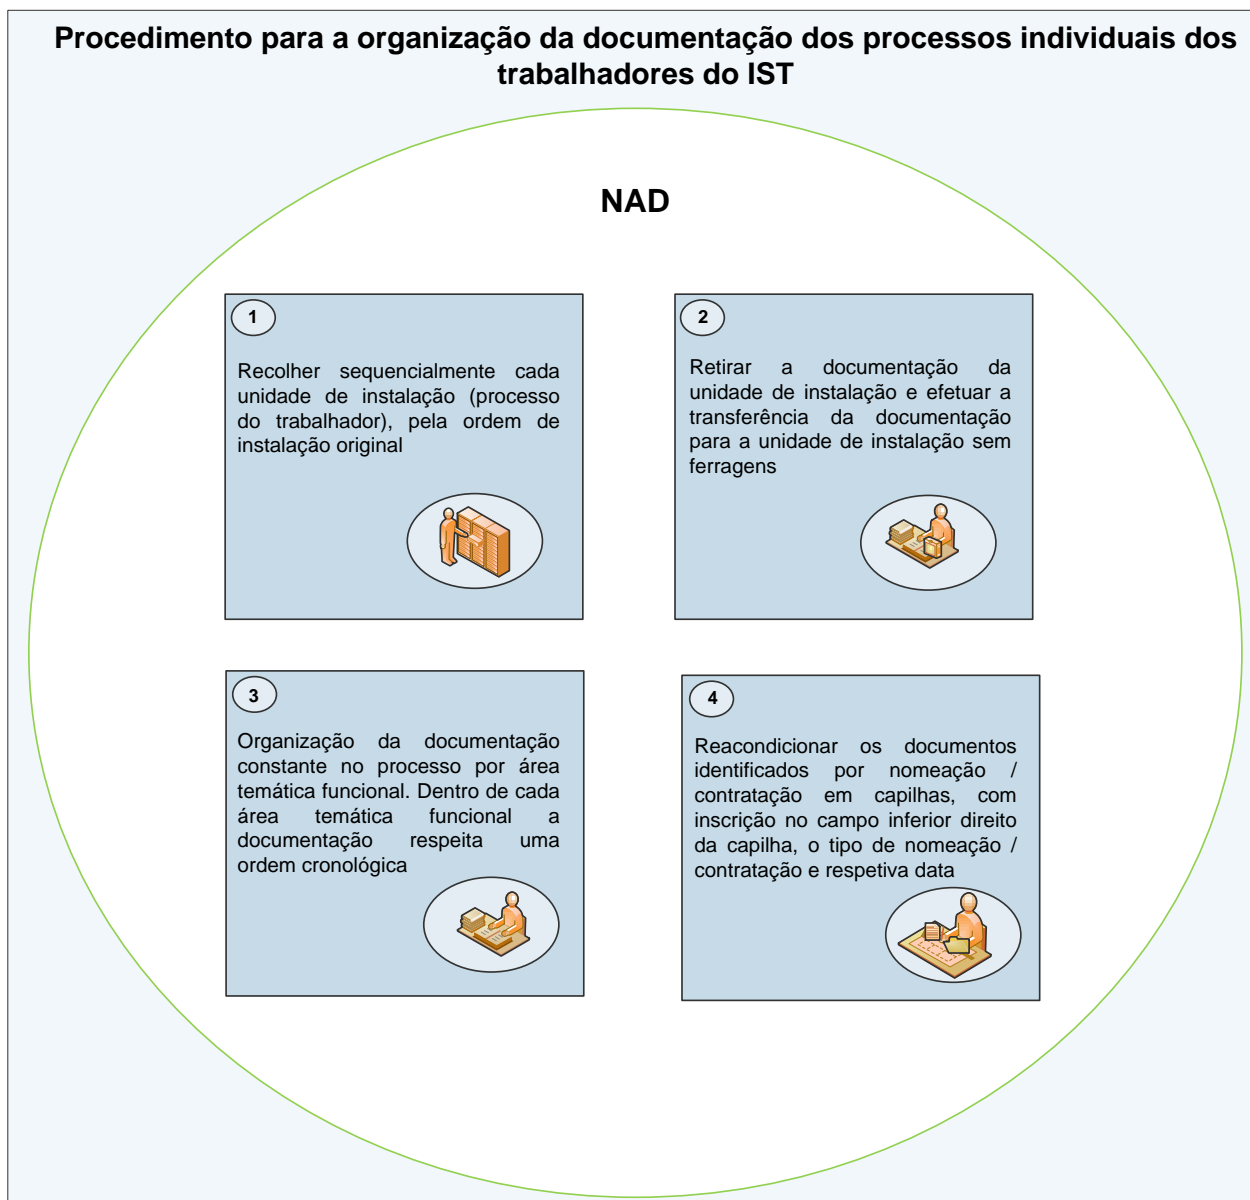 Procedimento para a organização da documentação dos processos individuais dos
trabalhadores do IST
NAD
1
Recolher sequencialmente cada
unidade de instalação (processo
do trabalhador), pela ordem de
instalação original
2
Retirar a documentação da
unidade de instalação e efetuar a
transferência da documentação
para a unidade de instalação sem
ferragens
3
Organização da documentação
constante no processo por área
temática funcional. Dentro de cada
área temática funcional a
documentação respeita uma
ordem cronológica
4
Reacondicionar os documentos
identificados por nomeação /
contratação em capilhas, com
inscrição no campo inferior direito
da capilha, o tipo de nomeação /
contratação e respetiva data